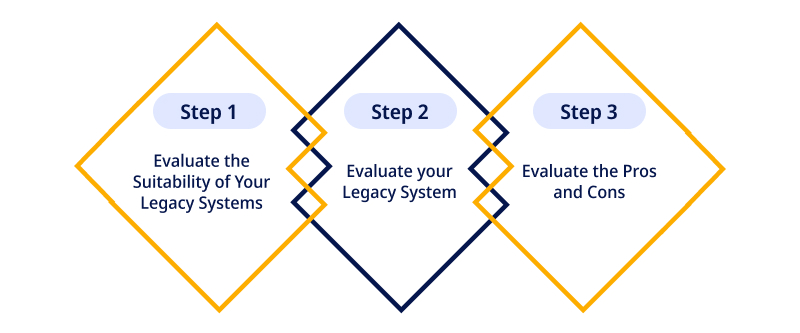 Step 1
Evaluate the
Suitability of Your
Legacy Systems
Step 2
Evaluate your
Legacy System
Step 3
Evaluate the Pros
and Cons